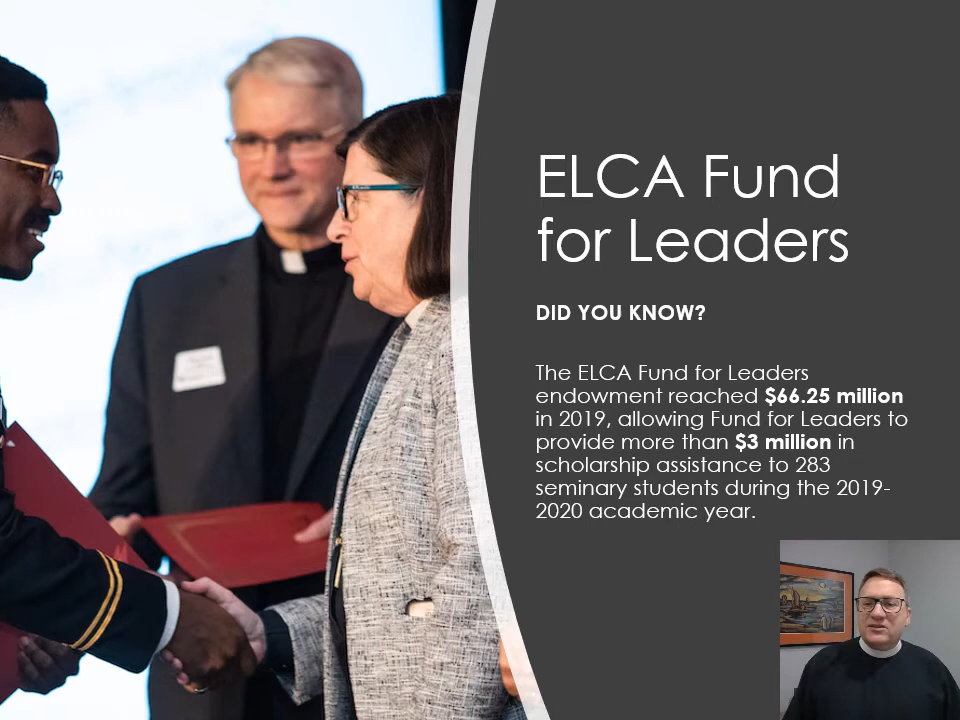 ELCA Fund
for Leaders
DID YOU KNOW?
The ELCA Fund for Leaders
endowment reached $66.25 million
in 2019, allowing Fund for Leaders to
provide more than $3 million in
scholarship assistance to 283
seminary students during the 2019-
2020 academic year.